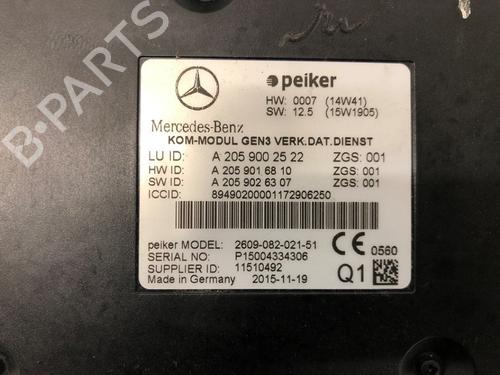 B-PARTS
peiker
HW: 0007 (14W41)
SW: 12.5 (15W1905)
Mercedes-Benz
KOM-MODUL GEN3 VERK.DAT.DIENST
LU ID: A 205 900 25 22 ZGS: 001
HW ID: A 205 901 68 10 ZGS: 001
SW ID: A 205 902 63 07 ZGS: 001
ICCID: 89490200001172906250
peiker MODEL: 2609-082-021-51
SERIAL NO: P15004334306
SUPPLIER ID: 11510492
Made in Germany 2015-11-19
CE 0560
Q1